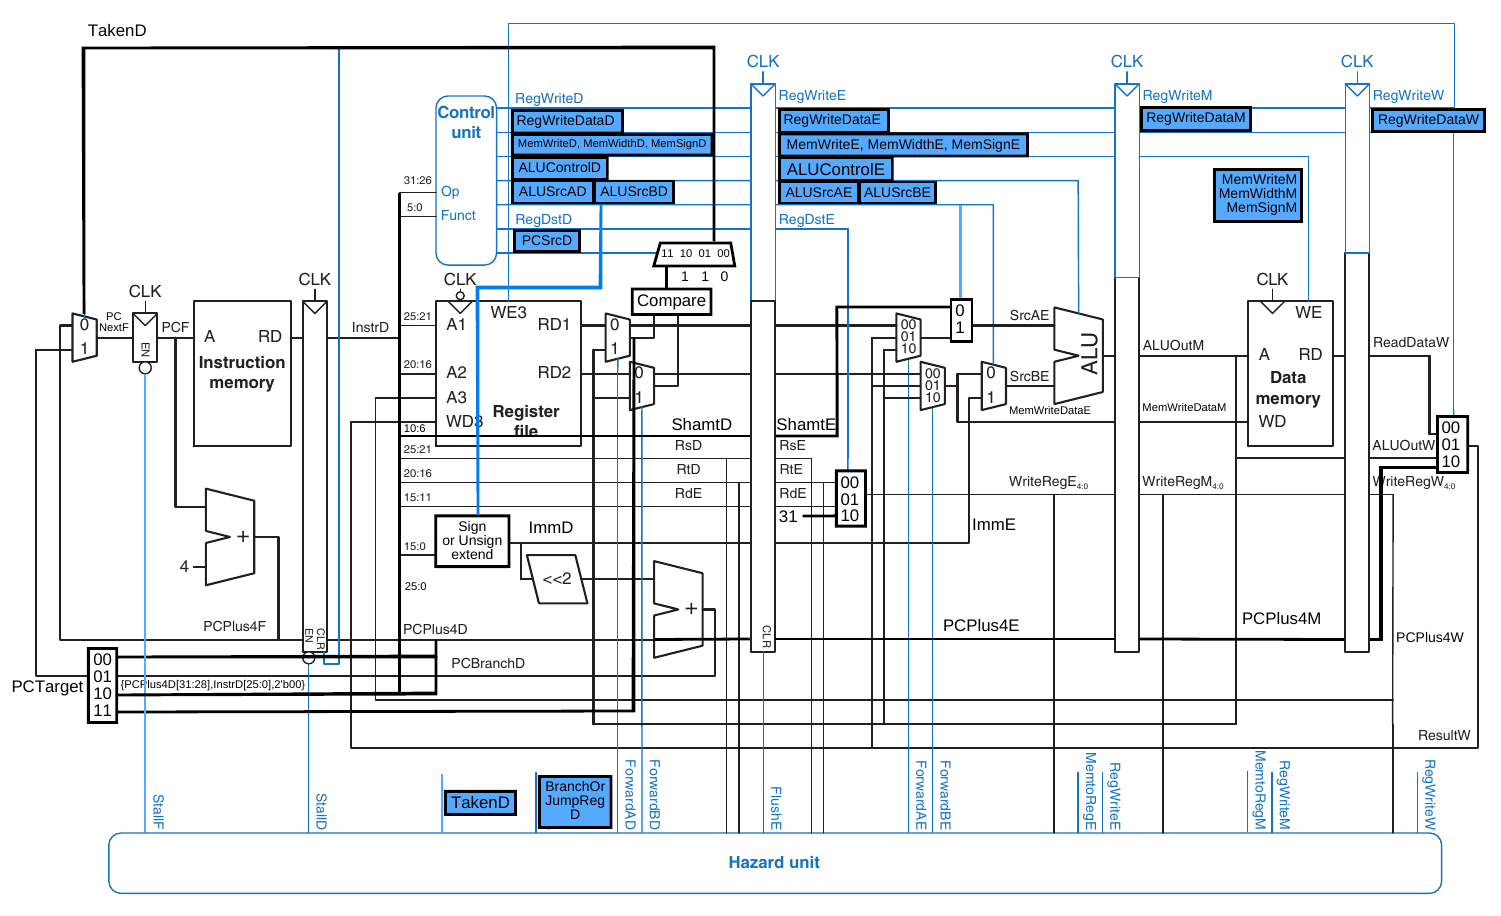 TakenD
CLK
CLK
CLK
Control
unit
RegWriteD
RegWriteE
RegWriteM
RegWriteW
RegWriteDataD
RegWriteDataE
RegWriteDataM
RegWriteDataW
MemWriteD, MemWidthD, MemSignD
MemWriteE, MemWidthE, MemSignE
ALUControlD
ALUControlE
31:26
Op
ALUSrcAD
ALUSrcBD
ALUSrcAE
ALUSrcBE
MemWriteM
MemWidthM
MemSignM
5:0
Funct
RegDstD
RegDstE
PCSrcD
11 10 01 00
1 1 0
CLK
CLK
CLK
CLK
Compare
PC
NextF
PCF
InstrD
25:21
A1
WE3
RD1
0
1
00
01
10
0
1
SrcAE
WE
0
1
EN
A
RD
Instruction
memory
ALU
ALUOutM
A
RD
Data
memory
ReadDataW
20:16
A2
RD2
0
1
00
01
10
0
1
SrcBE
A3
WD3
Register
file
MemWriteDataE
MemWriteDataM
WD
10:6
ShamtD
ShamtE
25:21
RsD
RsE
ALUOutW
00
01
10
20:16
RtD
RtE
15:11
RdE
RdE
00
01
10
31
WriteRegE4:0
WriteRegM4:0
WriteRegW4:0
Sign
or Unsign
extend
ImmD
ImmE
15:0
+
4
<<2
25:0
+
PCPlus4F
EN
CLR
PCPlus4D
CLR
PCPlus4E
PCPlus4M
PCPlus4W
PCTarget
00
01
10
11
PCBranchD
{PCPlus4D[31:28],InstrD[25:0],2'b00}
ResultW
StallF
StallD
TakenD
BranchOr
JumpReg
D
ForwardAD
ForwardBD
FlushE
ForwardAE
ForwardBE
MemtoRegE
RegWriteE
MemtoRegM
RegWriteM
RegWriteW
Hazard unit